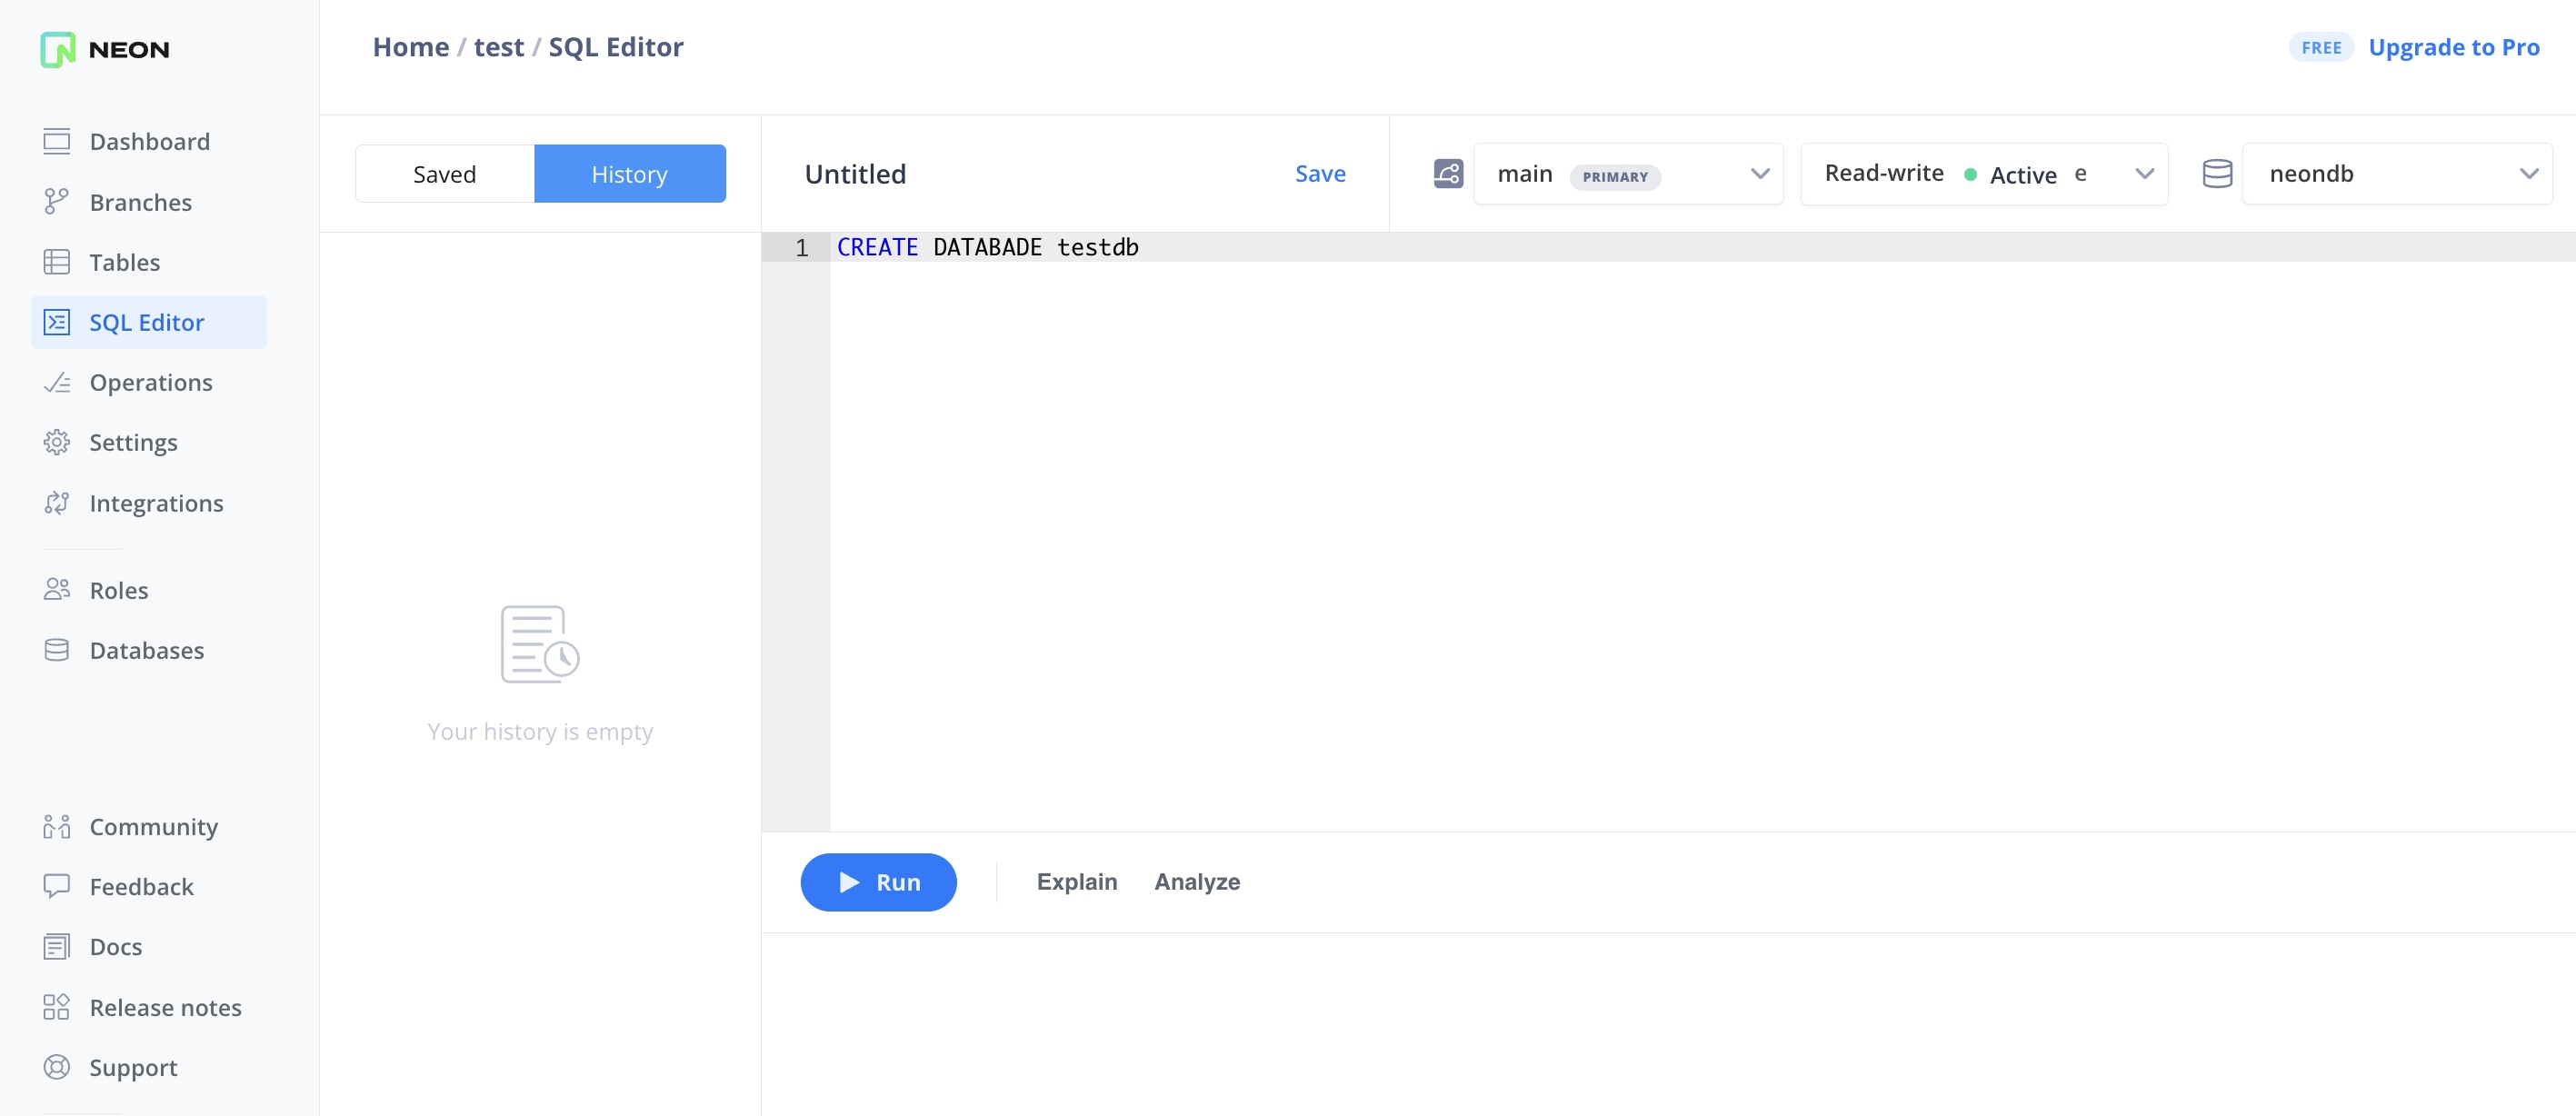 NEON
Home / test / SQL Editor
FREE Upgrade to Pro
Dashboard
Branches
Tables
SQL Editor
Operations
Settings
Integrations
Roles
Databases
Community
Feedback
Docs
Release notes
Support
Saved History
Your history is empty
Untitled Save
main PRIMARY
Read-write Active e
neondb
1 CREATE DATABADE testdb
Run Explain Analyze